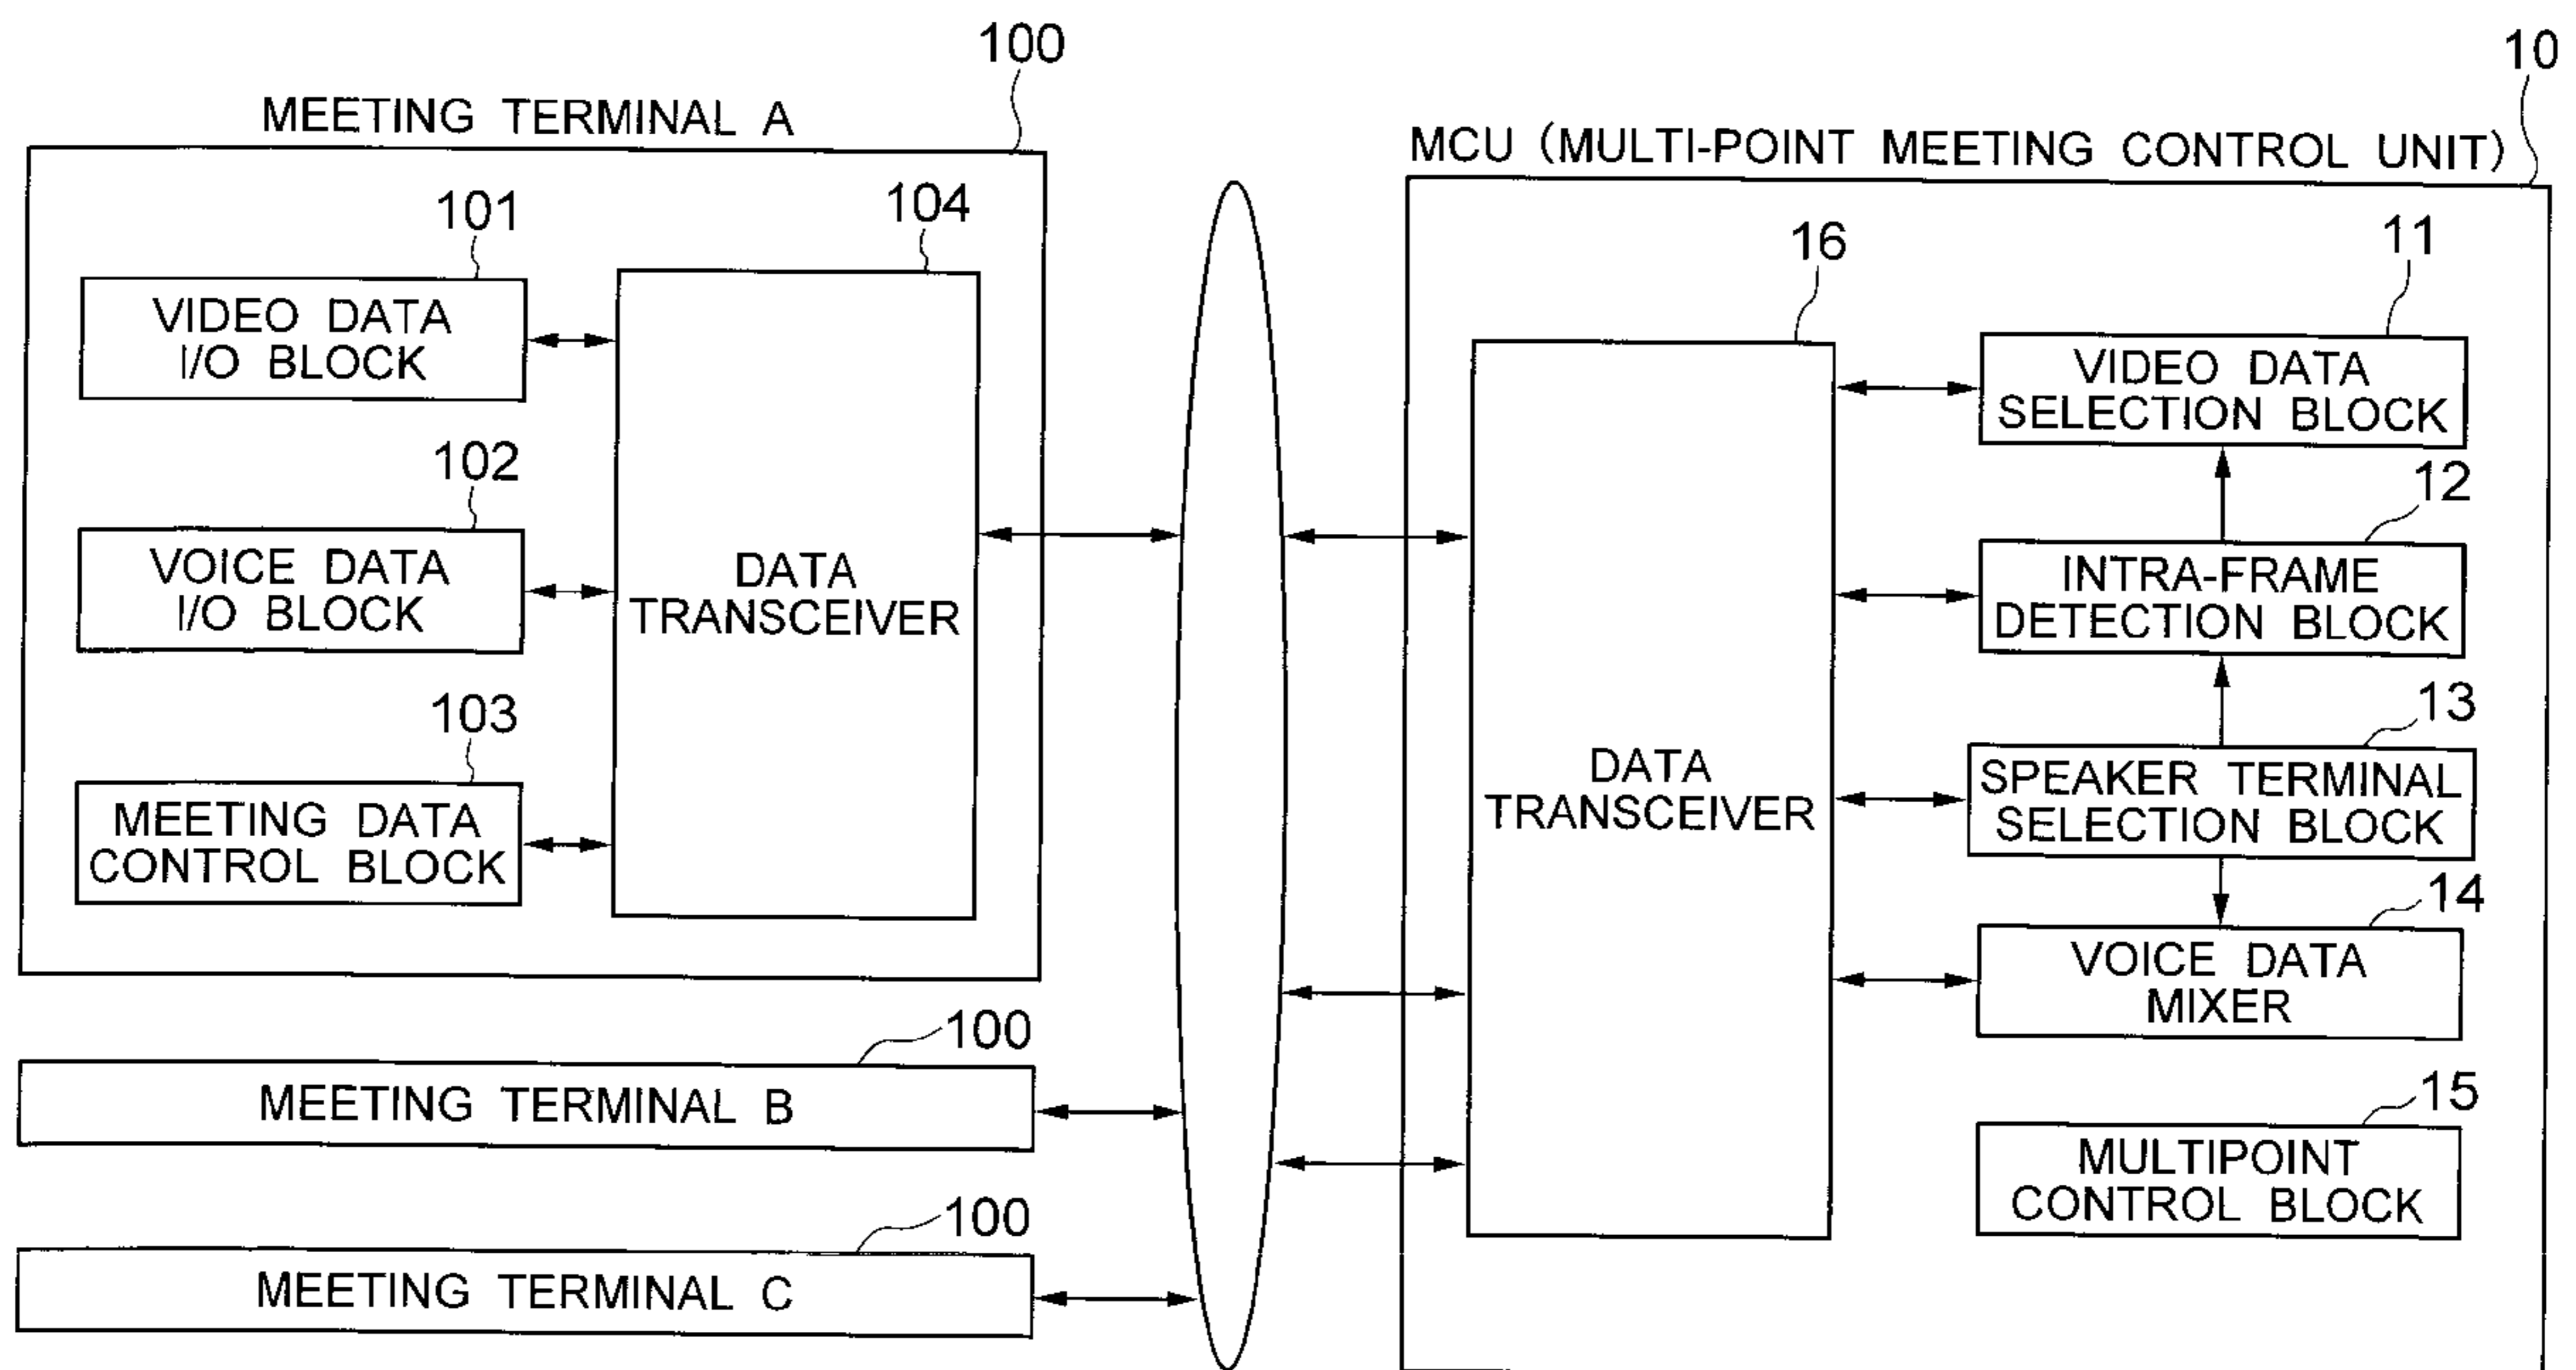 100
MEETING TERMINAL A
101
VIDEO DATA
I/O BLOCK
102
VOICE DATA
I/O BLOCK
103
MEETING DATA
CONTROL BLOCK
104
DATA
TRANSCEIVER
100
MEETING TERMINAL B
100
MEETING TERMINAL C
10
MCU (MULTI-POINT MEETING CONTROL UNIT)
16
DATA
TRANSCEIVER
11
VIDEO DATA
SELECTION BLOCK
12
INTRA-FRAME
DETECTION BLOCK
13
SPEAKER TERMINAL
SELECTION BLOCK
14
VOICE DATA
MIXER
15
MULTIPOINT
CONTROL BLOCK